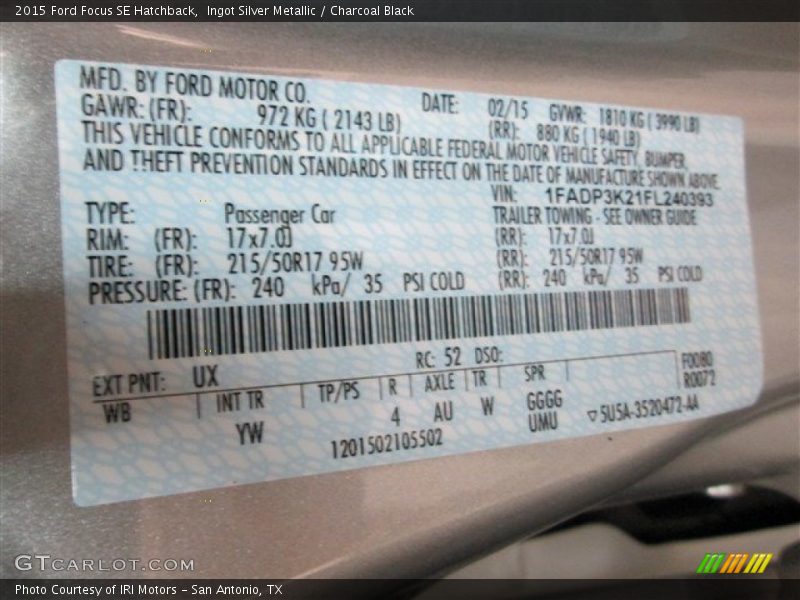 2015 Ford Focus SE Hatchback, Ingot Silver Metallic / Charcoal Black
MFD. BY FORD MOTOR CO.
DATE: 02/15 GVWR: 1810 KG ( 3990 LB)
GAWR: (FR): 972 KG ( 2143 LB) (RR): 880 KG ( 1940 LB)
THIS VEHICLE CONFORMS TO ALL APPLICABLE FEDERAL MOTOR VEHICLE SAFETY, BUMPER,
AND THEFT PREVENTION STANDARDS IN EFFECT ON THE DATE OF MANUFACTURE SHOWN ABOVE.
VIN: 1FADP3K21FL240393
TYPE: Passenger Car TRAILER TOWING - SEE OWNER GUIDE
RIM: (FR): 17x7.0J (RR): 17x7.0J
TIRE: (FR): 215/50R17 95W (RR): 215/50R17 95W
PRESSURE: (FR): 240 kPa/ 35 PSI COLD (RR): 240 kPa/ 35 PSI COLD
EXT PNT: UX RC: 52 DSO: F0080
WB INT TR TP/PS R AXLE TR SPR R0072
YW 4 AU W GGGG
UMU ▽5U5A-3520472-AA
1201502105502
GTCARLOT.COM
Photo Courtesy of IRI Motors – San Antonio, TX